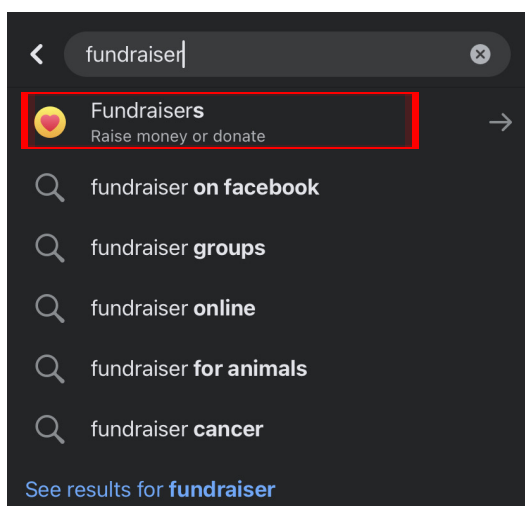 fundraiser
Fundraisers
Raise money or donate
fundraiser on facebook
fundraiser groups
fundraiser online
fundraiser for animals
fundraiser cancer
See results for fundraiser